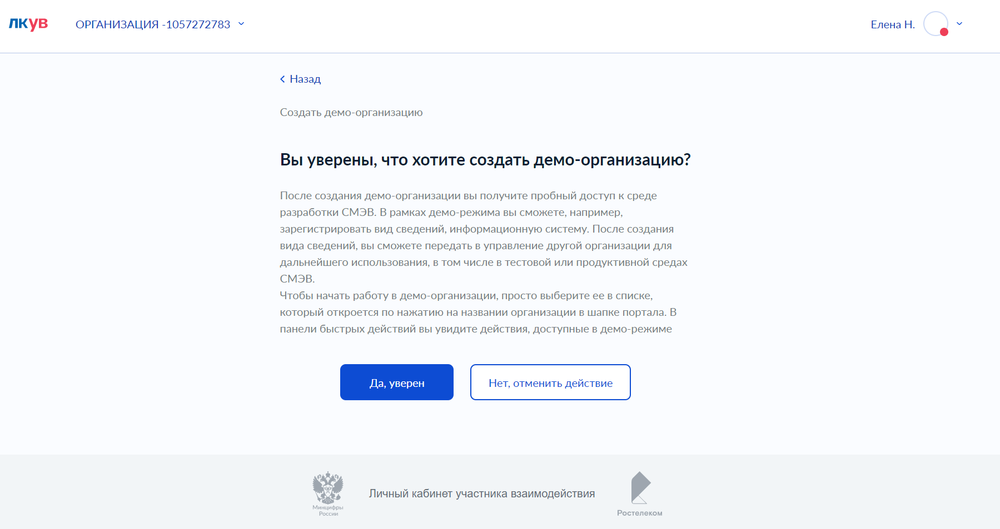 ЛКУВ
ОРГАНИЗАЦИЯ -1057272783
Елена Н.
Назад
Создать демо-организацию
Вы уверены, что хотите создать демо-организацию?
После создания демо-организации вы получите пробный доступ к среде
разработки СМЭВ. В рамках демо-режима вы сможете, например,
зарегистрировать вид сведений, информационную систему. После создания
вида сведений, вы сможете передать в управление другой организации для
дальнейшего использования, в том числе в тестовой или продуктивной средах
СМЭВ.
Чтобы начать работу в демо-организации, просто выберите ее в списке,
который откроется по нажатию на названии организации в шапке портала. В
панели быстрых действий вы увидите действия, доступные в демо-режиме
Да, уверен
Нет, отменить действие
Минцифры
России
Личный кабинет участника взаимодействия
Ростелеком